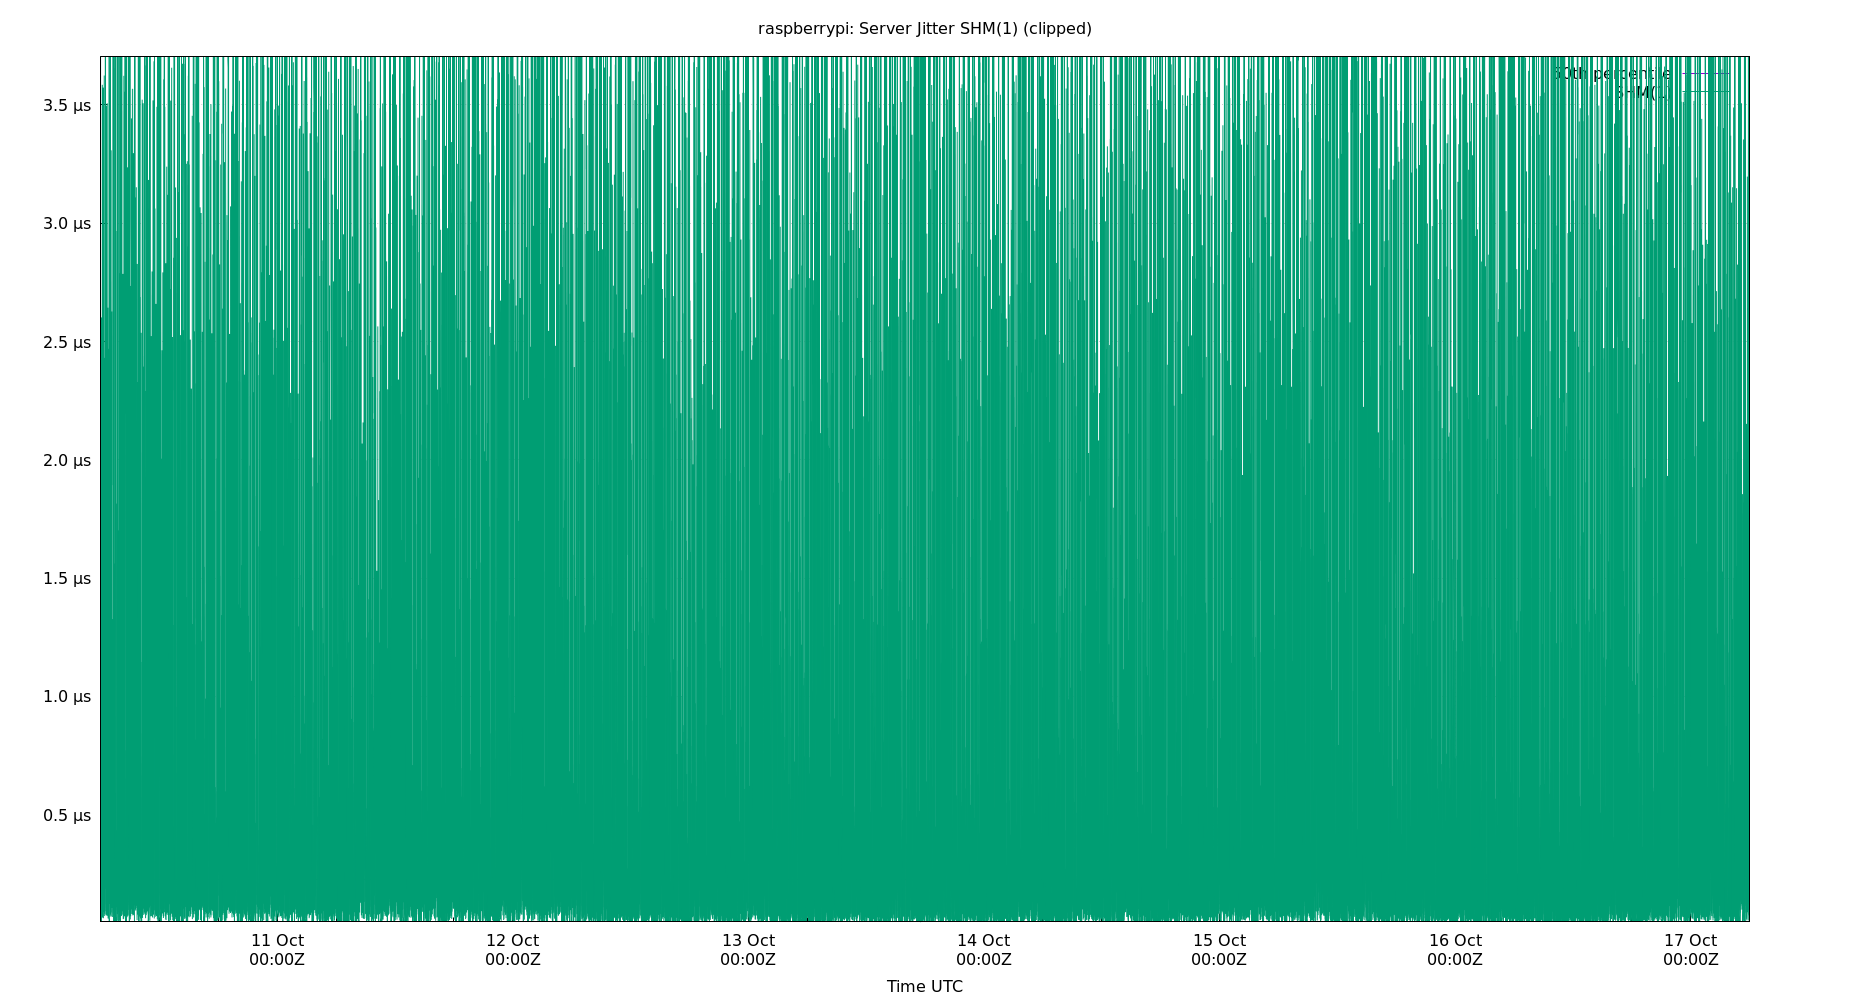 raspberrypi: Server Jitter SHM(1) (clipped)
percentile
3.5 µs
3.0 µs
2.5 µs
2.0 µs
1.5 µs
1.0 µs
0.5 µs
11 Oct 12 Oct 13 Oct 14 Oct 15 Oct 16 Oct 17 Oct
00:00Z 00:00Z 00:00Z 00:00Z 00:00Z 00:00Z 00:00Z
Time UTC